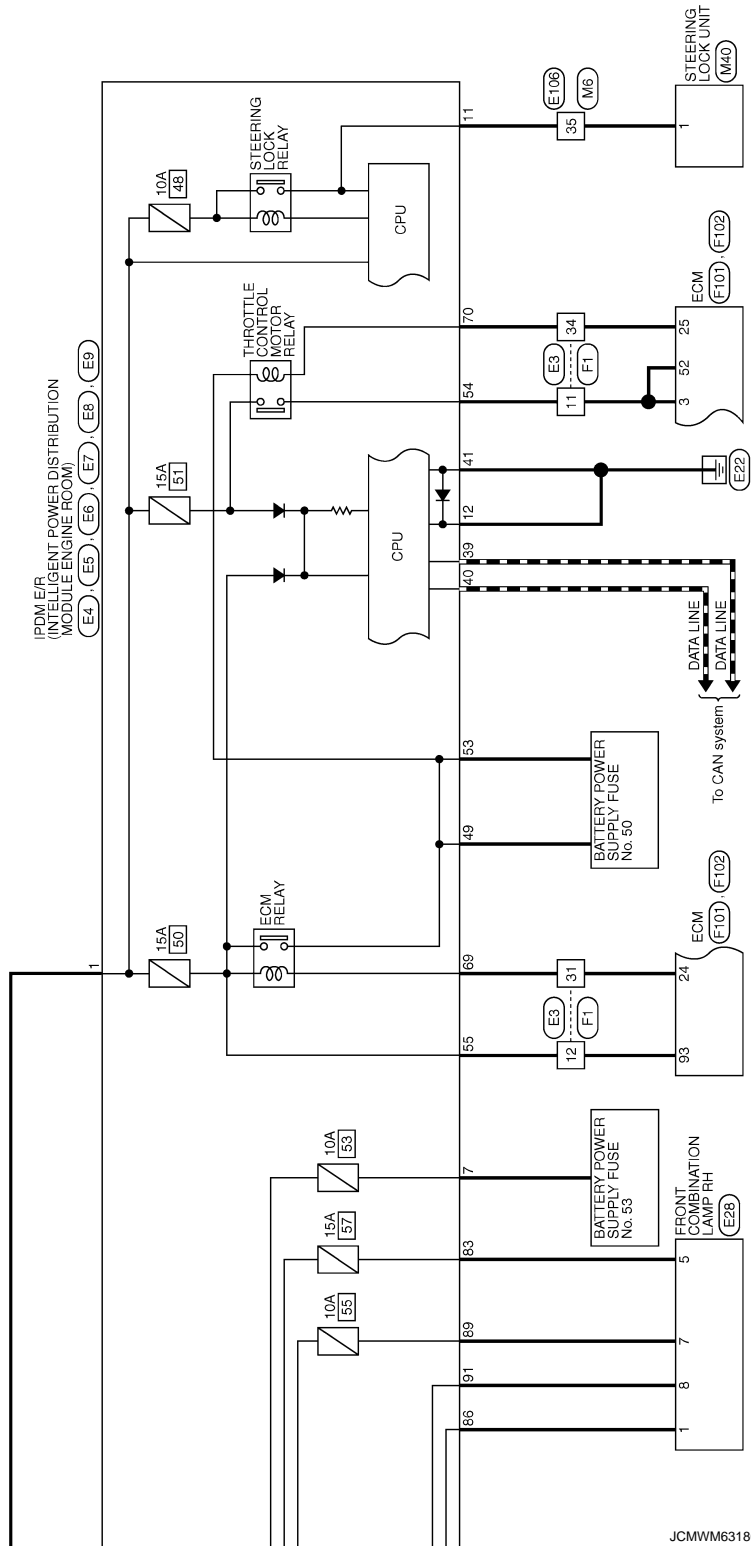 IPDM E/R
(INTELLIGENT POWER DISTRIBUTION
MODULE ENGINE ROOM)
E4 , E5 , E6 , E7 , E8 , E9
1
10A
53
15A
57
10A
55
15A
50
ECM
RELAY
15A
51
THROTTLE
CONTROL
MOTOR
RELAY
10A
48
STEERING
LOCK
RELAY
CPU
CPU
86
91
89
83
7
55
69
49
53
40
39
12
41
54
70
11
E3
F1
12
31
E3
F1
11
34
E106
M6
35
1
8
7
5
FRONT
COMBINATION
LAMP RH
E28
BATTERY POWER
SUPPLY FUSE
No. 53
93
24
ECM
F101 , F102
BATTERY POWER
SUPPLY FUSE
No. 50
DATA LINE
DATA LINE
To CAN system
E22
3
52
25
ECM
F101 , F102
1
STEERING
LOCK UNIT
M40
JCMWM6318